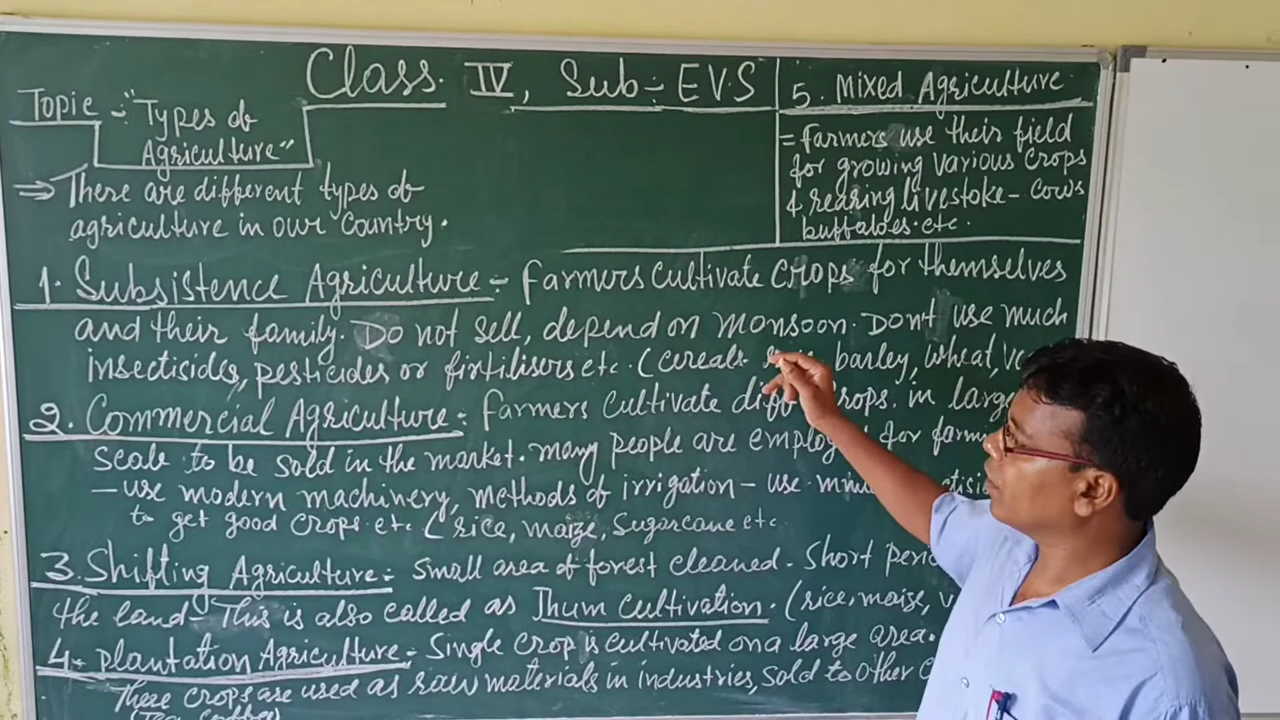 Class. IV, Sub:- E.V.S
Topic :- "Types of
Agriculture"
⇒ There are different types of
agriculture in our Country.
5. Mixed Agriculture
= Farmers use their field
for growing various crops
& rearing livestoke - cows
buffaloes. etc.
1. Subsistence Agriculture :- Farmers cultivate crops for themselves
and their family. Do not sell, depend on monsoon. Don't use much
insecticides, pesticides or firtilisers etc. (cereals barley, wheat,
2. Commercial Agriculture :- Farmers cultivate crops. in
scale to be sold in the market. many people are for
- use modern machinery, methods of irrigation - use
to get good crops. etc. (rice, maize, Sugarcane etc
3. Shifting Agriculture :- Small area of forest cleaned - Short
the land - This is also called as Jhum Cultivation. (rice, maize,
4. Plantation Agriculture :- Single crop is cultivated on a large area.
These crops are used as raw materials in industries, sold to other
(Tea, coffee)